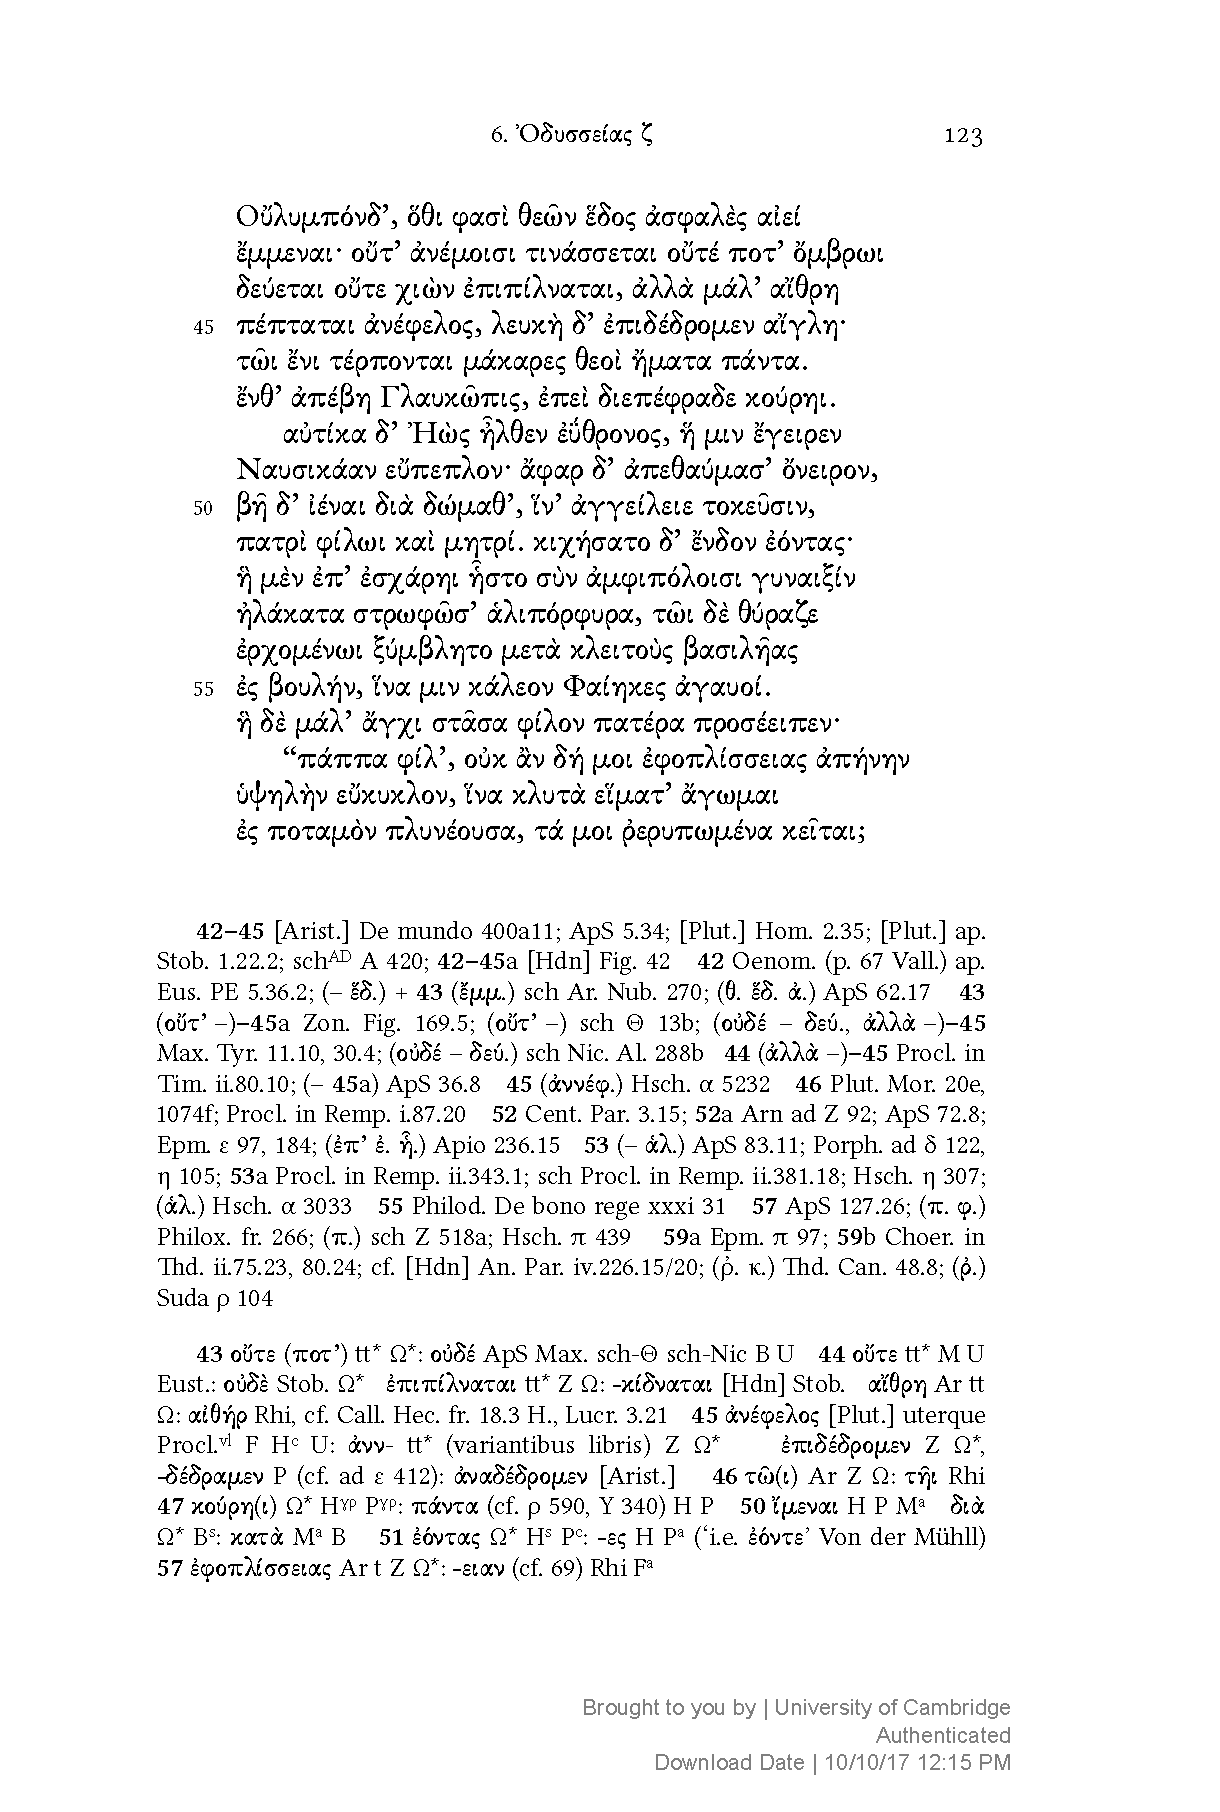 6. Ὀδυσσείας ζ 123
Οὔλυμπόνδ’, ὅθι φασὶ θεῶν ἕδος ἀσφαλὲς αἰεί
ἔμμεναι· οὔτ’ ἀνέμοισι τινάσσεται οὔτέ ποτ’ ὄμβρωι
δεύεται οὔτε χιὼν ἐπιπίλναται, ἀλλὰ μάλ’ αἴθρη
45 πέπταται ἀνέφελος, λευκὴ δ’ ἐπιδέδρομεν αἴγλη·
τῶι ἔνι τέρπονται μάκαρες θεοὶ ἤματα πάντα.
ἔνθ’ ἀπέβη Γλαυκῶπις, ἐπεὶ διεπέφραδε κούρηι.
αὐτίκα δ’ Ἠὼς ἦλθεν ἐΰθρονος, ἥ μιν ἔγειρεν
Ναυσικάαν εὔπεπλον· ἄφαρ δ’ ἀπεθαύμασ’ ὄνειρον,
50 βῆ δ’ ἰέναι διὰ δώμαθ’, ἵν’ ἀγγείλειε τοκεῦσιν,
πατρὶ φίλωι καὶ μητρί. κιχήσατο δ’ ἔνδον ἐόντας·
ἣ μὲν ἐπ’ ἐσχάρηι ἧστο σὺν ἀμφιπόλοισι γυναιξίν
ἠλάκατα στρωφῶσ’ ἁλιπόρφυρα, τῶι δὲ θύραζε
ἐρχομένωι ξύμβλητο μετὰ κλειτοὺς βασιλῆας
55 ἐς βουλήν, ἵνα μιν κάλεον Φαίηκες ἀγαυοί.
ἣ δὲ μάλ’ ἄγχι στᾶσα φίλον πατέρα προσέειπεν·
“πάππα φίλ’, οὐκ ἂν δή μοι ἐφοπλίσσειας ἀπήνην
ὑψηλὴν εὔκυκλον, ἵνα κλυτὰ εἵματ’ ἄγωμαι
ἐς ποταμὸν πλυνέουσα, τά μοι ῥερυπωμένα κεῖται;
42–45 [Arist.] De mundo 400a11; ApS 5.34; [Plut.] Hom. 2.35; [Plut.] ap.
Stob. 1.22.2; schᴬᴰ A 420; 42–45a [Hdn] Fig. 42 42 Oenom. (p. 67 Vall.) ap.
Eus. PE 5.36.2; (– ἕδ.) + 43 (ἔμμ.) sch Ar. Nub. 270; (θ. ἕδ. ἀ.) ApS 62.17 43
(οὔτ’ –)–45a Zon. Fig. 169.5; (οὔτ’ –) sch Θ 13b; (οὐδέ – δεύ., ἀλλὰ –)–45
Max. Tyr. 11.10, 30.4; (οὐδέ – δεύ.) sch Nic. Al. 288b 44 (ἀλλὰ –)–45 Procl. in
Tim. ii.80.10; (– 45a) ApS 36.8 45 (ἀννέφ.) Hsch. α 5232 46 Plut. Mor. 20e,
1074f; Procl. in Remp. i.87.20 52 Cent. Par. 3.15; 52a Arn ad Z 92; ApS 72.8;
Epm. ε 97, 184; (ἐπ’ ἐ. ἧ.) Apio 236.15 53 (– ἁλ.) ApS 83.11; Porph. ad δ 122,
η 105; 53a Procl. in Remp. ii.343.1; sch Procl. in Remp. ii.381.18; Hsch. η 307;
(ἁλ.) Hsch. α 3033 55 Philod. De bono rege xxxi 31 57 ApS 127.26; (π. φ.)
Philox. fr. 266; (π.) sch Z 518a; Hsch. π 439 59a Epm. π 97; 59b Choer. in
Thd. ii.75.23, 80.24; cf. [Hdn] An. Par. iv.226.15/20; (ῥ. κ.) Thd. Can. 48.8; (ῥ.)
Suda ρ 104
43 οὔτε (ποτ’) tt* Ω*: οὐδέ ApS Max. sch-Θ sch-Nic B U 44 οὔτε tt* M U
Eust.: οὐδὲ Stob. Ω* ἐπιπίλναται tt* Z Ω: -κίδναται [Hdn] Stob. αἴθρη Ar tt
Ω: αἰθήρ Rhi, cf. Call. Hec. fr. 18.3 H., Lucr. 3.21 45 ἀνέφελος [Plut.] uterque
Procl.ᵛˡ F Hᶜ U: ἀνν- tt* (variantibus libris) Z Ω* ἐπιδέδρομεν Z Ω*,
-δέδραμεν P (cf. ad ε 412): ἀναδέδρομεν [Arist.] 46 τῶ(ι) Ar Z Ω: τῆι Rhi
47 κούρη(ι) Ω* Hᵞᵖ Pᵞᵖ: πάντα (cf. ρ 590, Υ 340) H P 50 ἴμεναι H P Mᵃ διὰ
Ω* Bˢ: κατὰ Mᵃ B 51 ἐόντας Ω* Hˢ Pᶜ: -ες H Pᵃ (‘i.e. ἐόντε’ Von der Mühll)
57 ἐφοπλίσσειας Ar t Z Ω*: -ειαν (cf. 69) Rhi Fᵃ
Brought to you by | University of Cambridge
Authenticated
Download Date | 10/10/17 12:15 PM